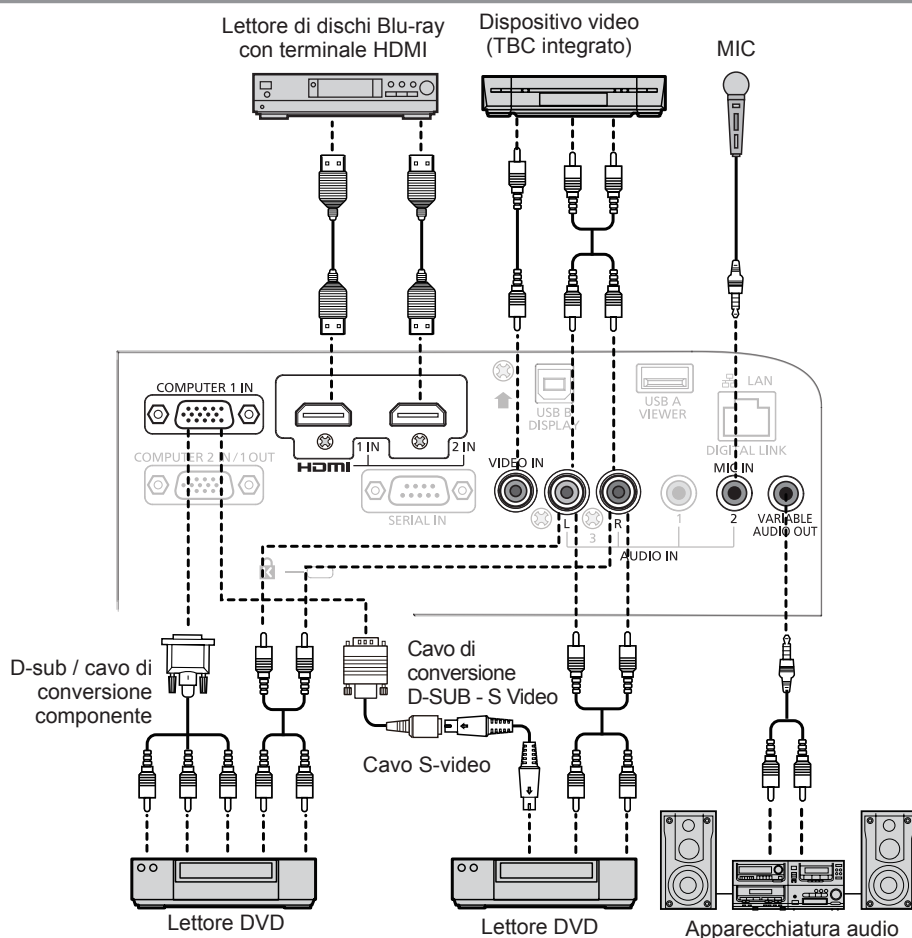 Lettore di dischi Blu-ray
con terminale HDMI
Dispositivo video
(TBC integrato)
MIC
COMPUTER 1 IN
COMPUTER 2 IN / 1 OUT
HDMI
1 IN
2 IN
SERIAL IN
VIDEO IN
USB B
DISPLAY
USB A
VIEWER
LAN
DIGITAL LINK
MIC IN
L
R
1
2
3
AUDIO IN
VARIABLE
AUDIO OUT
K
D-sub / cavo di
conversione
componente
Cavo di
conversione
D-SUB - S Video
Cavo S-video
Lettore DVD
Lettore DVD
Apparecchiatura audio